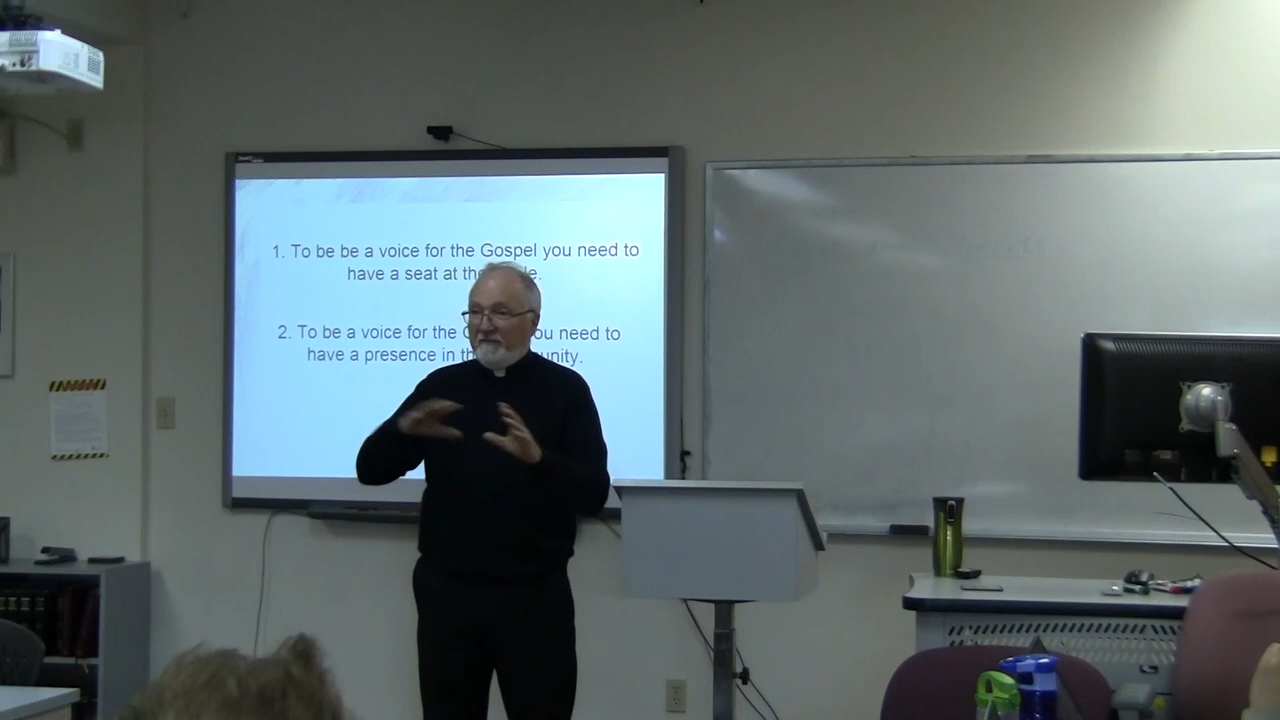 1. To be be a voice for the Gospel you need to
have a seat at the
2. To be a voice for the you need to
have a presence in